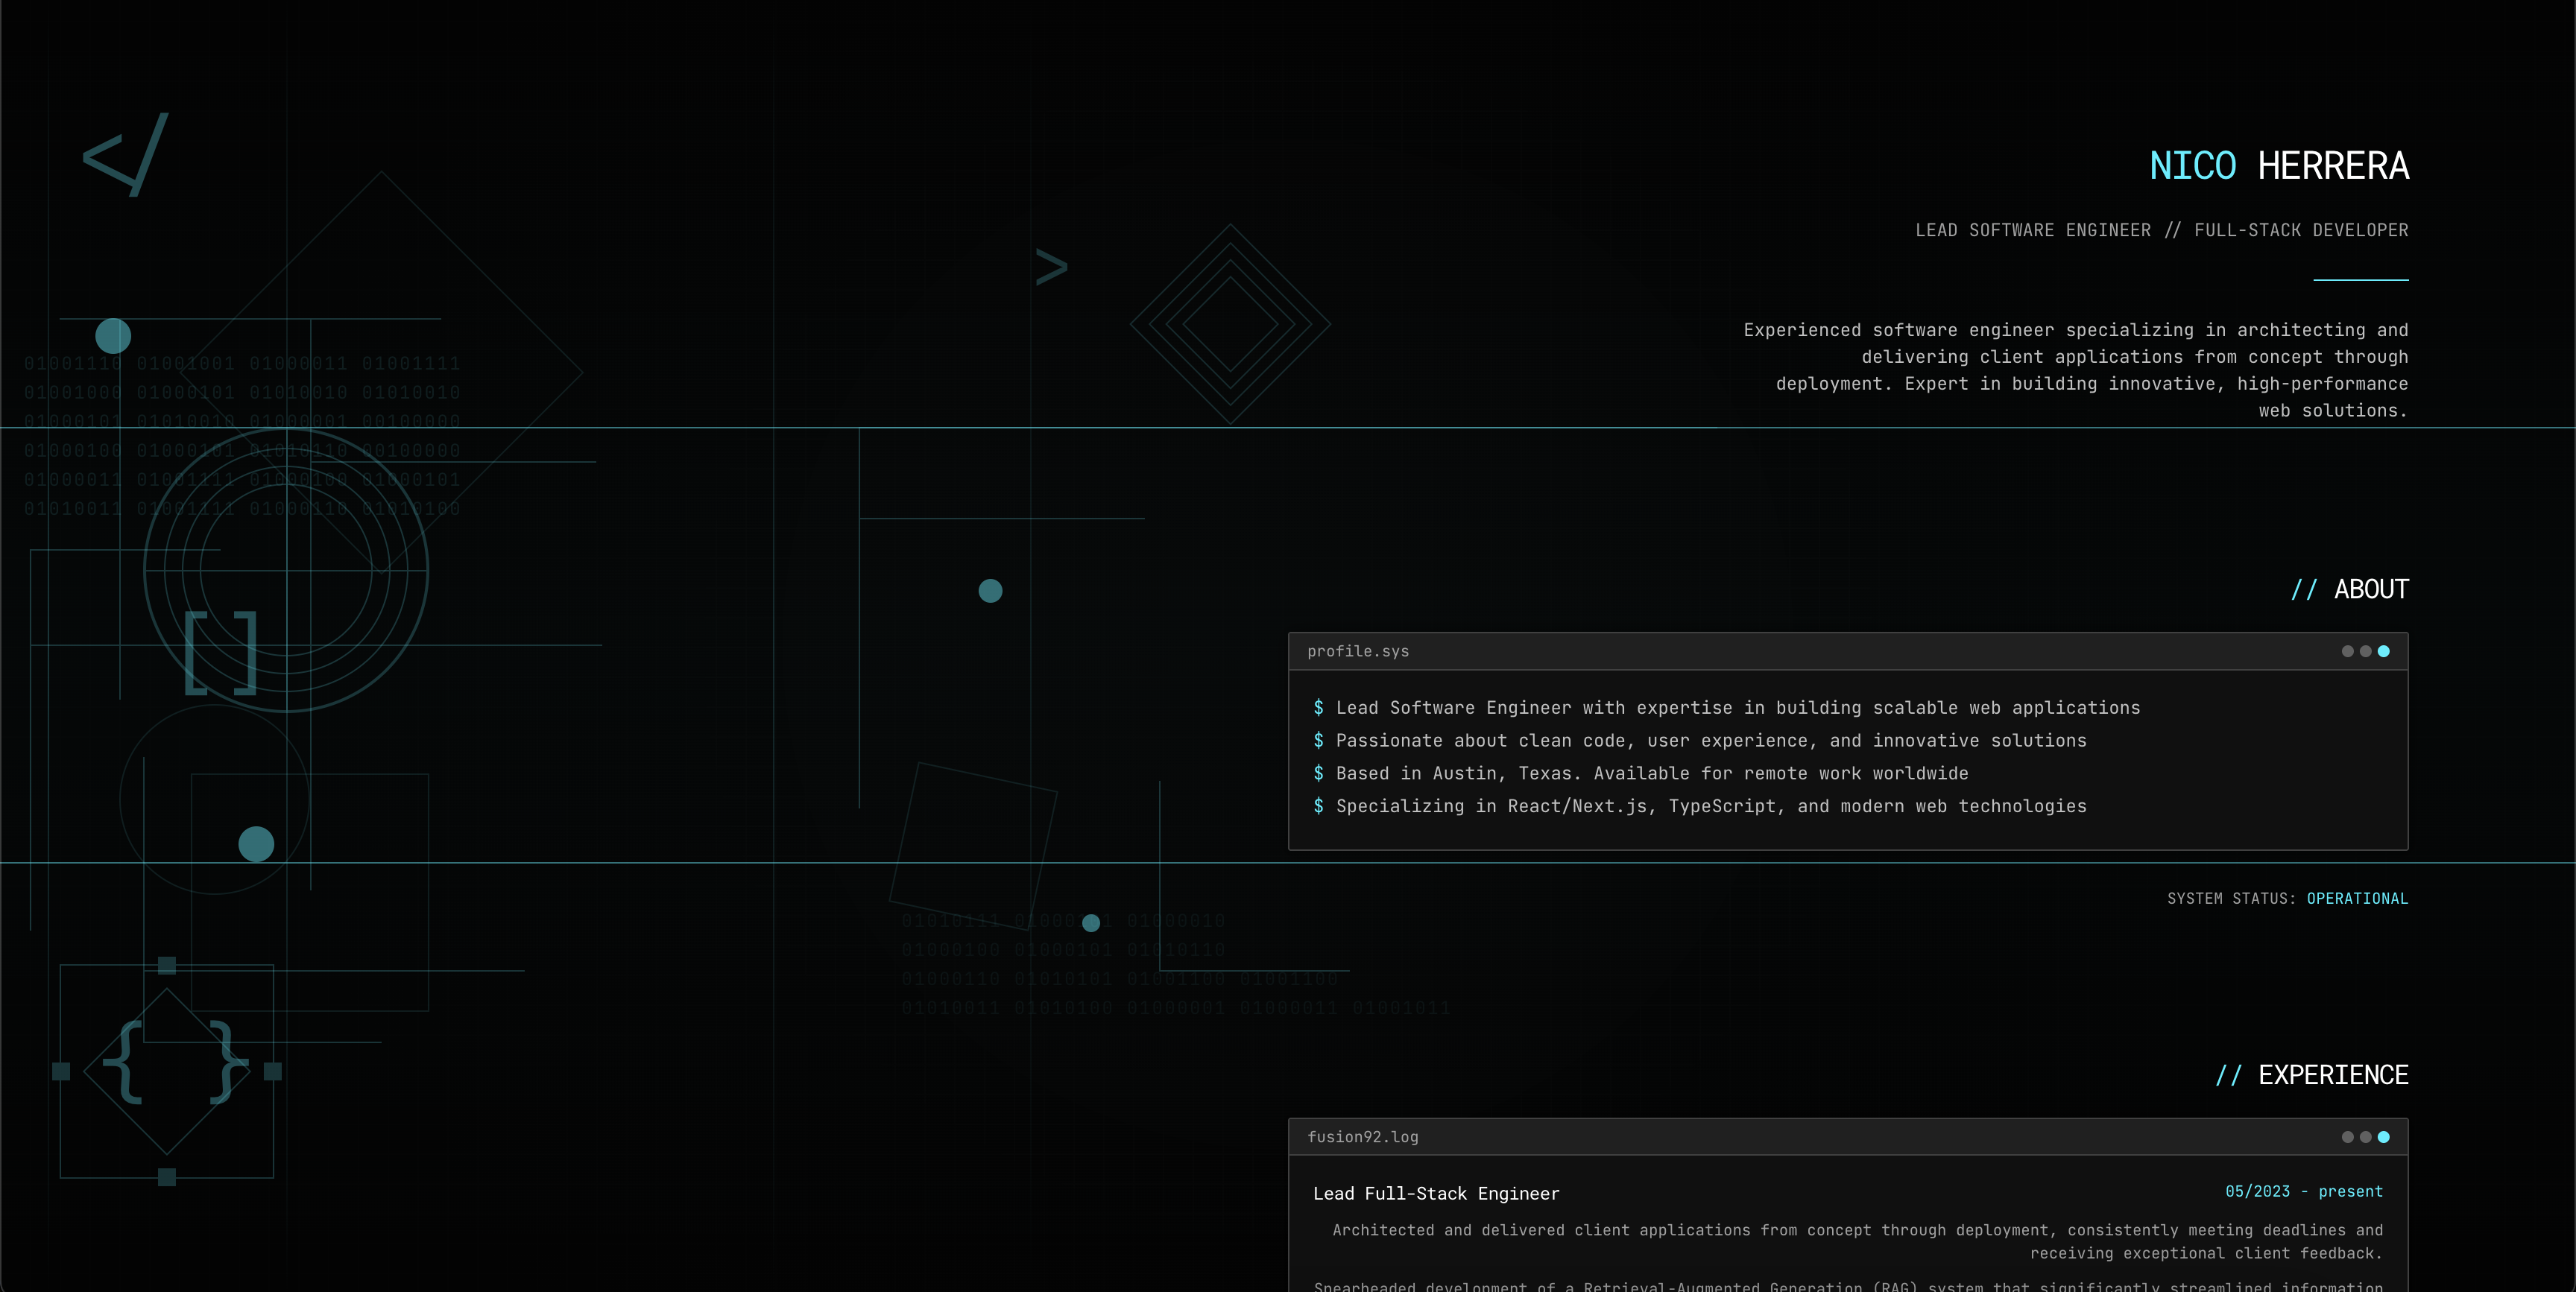 </
NICO HERRERA
LEAD SOFTWARE ENGINEER // FULL-STACK DEVELOPER
>
Experienced software engineer specializing in architecting and
delivering client applications from concept through
deployment. Expert in building innovative, high-performance
web solutions.
01001110 01001001 01000011 01001111
01001000 01000101 01010010 01010010
01000101 01010010 01000001 00100000
01000100 01000101 01010110 00100000
01000011 01001111 01000100 01000101
01010011 01001111 01000110 01010100
[ ]
// ABOUT
profile.sys
$ Lead Software Engineer with expertise in building scalable web applications
$ Passionate about clean code, user experience, and innovative solutions
$ Based in Austin, Texas. Available for remote work worldwide
$ Specializing in React/Next.js, TypeScript, and modern web technologies
SYSTEM STATUS: OPERATIONAL
01010111 01000010
01000100 01000101 01010110
01000110 01010101 01001100 01001100
01010011 01010100 01000001 01000011 01001011
{ }
// EXPERIENCE
fusion92.log
Lead Full-Stack Engineer
05/2023 - present
Architected and delivered client applications from concept through deployment, consistently meeting deadlines and
receiving exceptional client feedback.
Spearheaded development of a Retrieval-Augmented Generation (RAG) system that significantly streamlined information